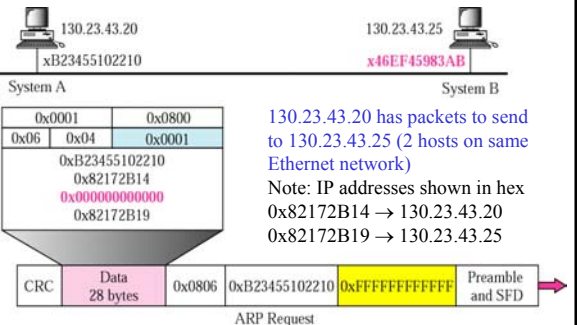 130.23.43.20
130.23.43.25
xB23455102210
x46EF45983AB
System A
System B
0x0001
0x0800
0x06
0x04
0x0001
0xB23455102210
0x82172B14
0x000000000000
0x82172B19
130.23.43.20 has packets to send
to 130.23.43.25 (2 hosts on same
Ethernet network)
Note: IP addresses shown in hex
0x82172B14 → 130.23.43.20
0x82172B19 → 130.23.43.25
CRC
Data
28 bytes
0x0806
0xB23455102210
0xFFFFFFFFFFFF
Preamble
and SFD
ARP Request